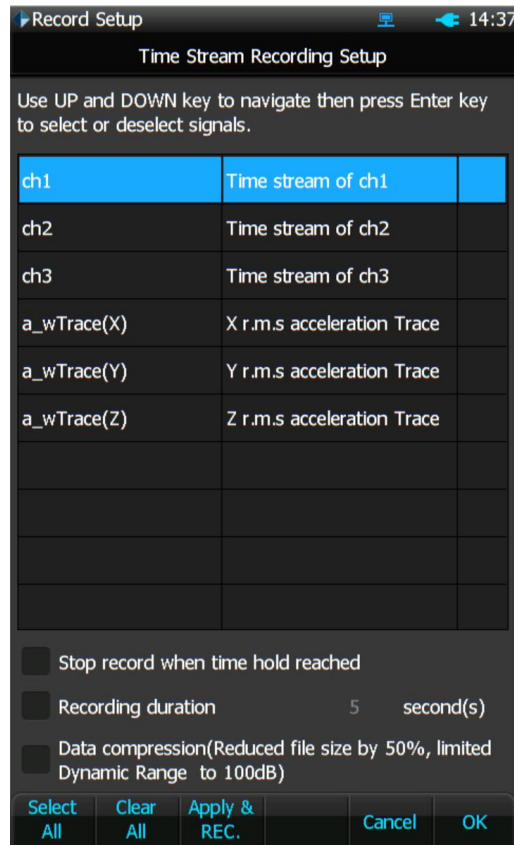 Record Setup 14:37
Time Stream Recording Setup
Use UP and DOWN key to navigate then press Enter key
to select or deselect signals.
ch1 Time stream of ch1
ch2 Time stream of ch2
ch3 Time stream of ch3
a_wTrace(X) X r.m.s acceleration Trace
a_wTrace(Y) Y r.m.s acceleration Trace
a_wTrace(Z) Z r.m.s acceleration Trace
Stop record when time hold reached
Recording duration 5 second(s)
Data compression(Reduced file size by 50%, limited
Dynamic Range to 100dB)
Select Clear Apply &
All All REC. Cancel OK